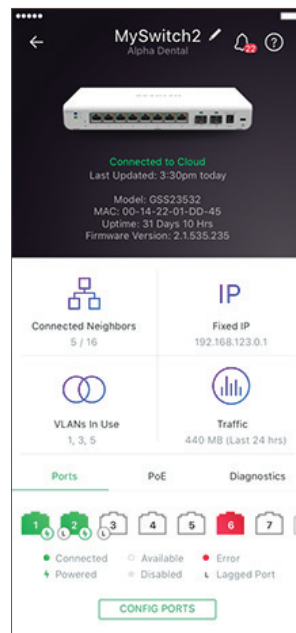 MySwitch2
22
?
Alpha Dental
Connected to Cloud
Last Updated: 3:30pm today
Model: GSS23532
MAC: 00-14-22-01-DD-45
Uptime: 31 Days 10 Hrs
Firmware Version: 2.1.535.235
IP
Connected Neighbors
Fixed IP
5 / 16
192.168.123.0.1
VLANs In Use
Traffic
1, 3, 5
440 MB (Last 24 hrs)
Ports PoE Diagnostics
1 2 3 4 5 6 7
L L
Connected Available Error
Powered Disabled L Lagged Port
CONFIG PORTS